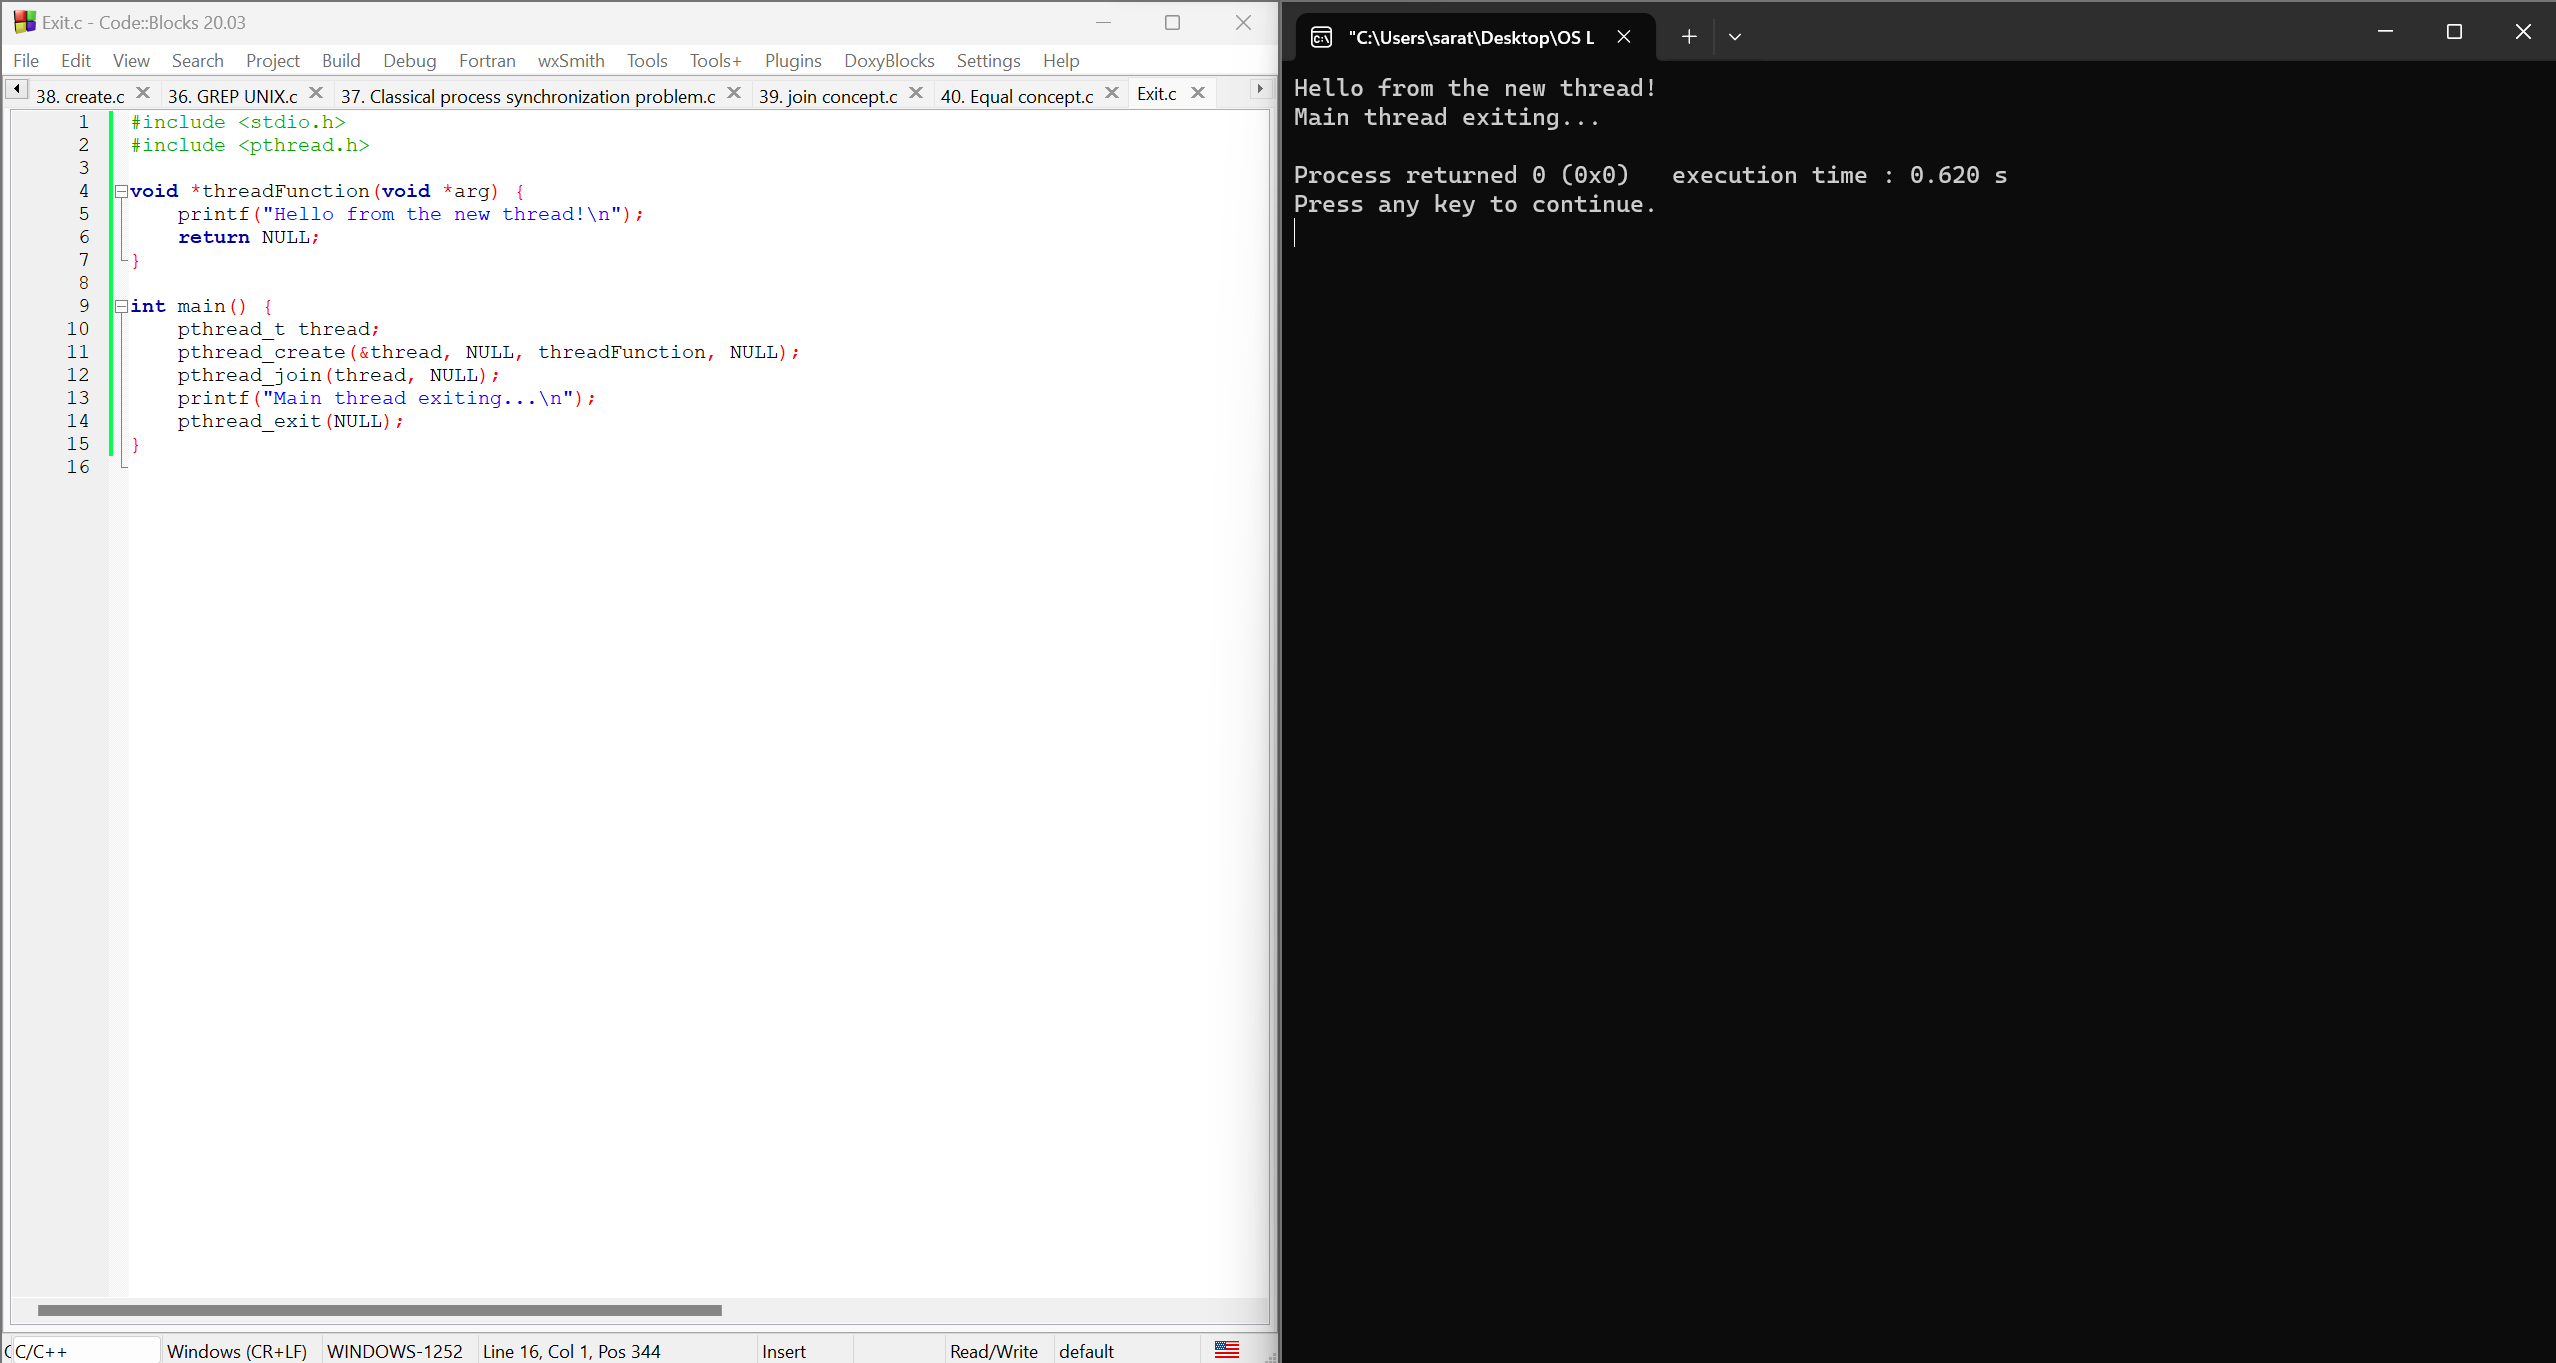 Exit.c - Code::Blocks 20.03
File Edit View Search Project Build Debug Fortran wxSmith Tools Tools+ Plugins DoxyBlocks Settings Help
38. create.c 36. GREP UNIX.c 37. Classical process synchronization problem.c 39. join concept.c 40. Equal concept.c Exit.c
1 #include <stdio.h>
2 #include <pthread.h>
3
4 void *threadFunction(void *arg) {
5     printf("Hello from the new thread!\n");
6     return NULL;
7 }
8
9 int main() {
10     pthread_t thread;
11     pthread_create(&thread, NULL, threadFunction, NULL);
12     pthread_join(thread, NULL);
13     printf("Main thread exiting...\n");
14     pthread_exit(NULL);
15 }
16
C/C++ Windows (CR+LF) WINDOWS-1252 Line 16, Col 1, Pos 344 Insert Read/Write default
"C:\Users\sarat\Desktop\OS L
Hello from the new thread!
Main thread exiting...
Process returned 0 (0x0)   execution time : 0.620 s
Press any key to continue.